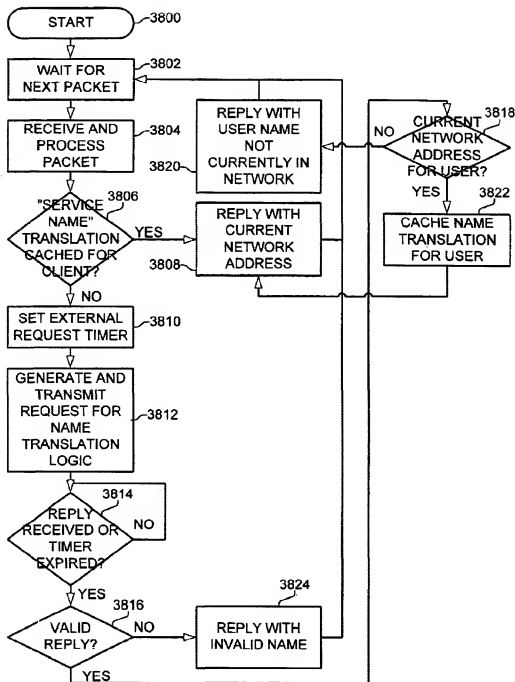 START
3800
WAIT FOR
NEXT PACKET
3802
RECEIVE AND
PROCESS
PACKET
3804
"SERVICE
NAME"
TRANSLATION
CACHED FOR
CLIENT?
3806
YES
NO
REPLY WITH
CURRENT
NETWORK
ADDRESS
3808
SET EXTERNAL
REQUEST TIMER
3810
GENERATE AND
TRANSMIT
REQUEST FOR
NAME
TRANSLATION
LOGIC
3812
REPLY
RECEIVED OR
TIMER
EXPIRED?
3814
NO
YES
VALID
REPLY?
3816
NO
YES
REPLY WITH
INVALID NAME
3824
CURRENT
NETWORK
ADDRESS
FOR USER?
3818
NO
YES
REPLY WITH
USER NAME
NOT
CURRENTLY IN
NETWORK
3820
CACHE NAME
TRANSLATION
FOR USER
3822